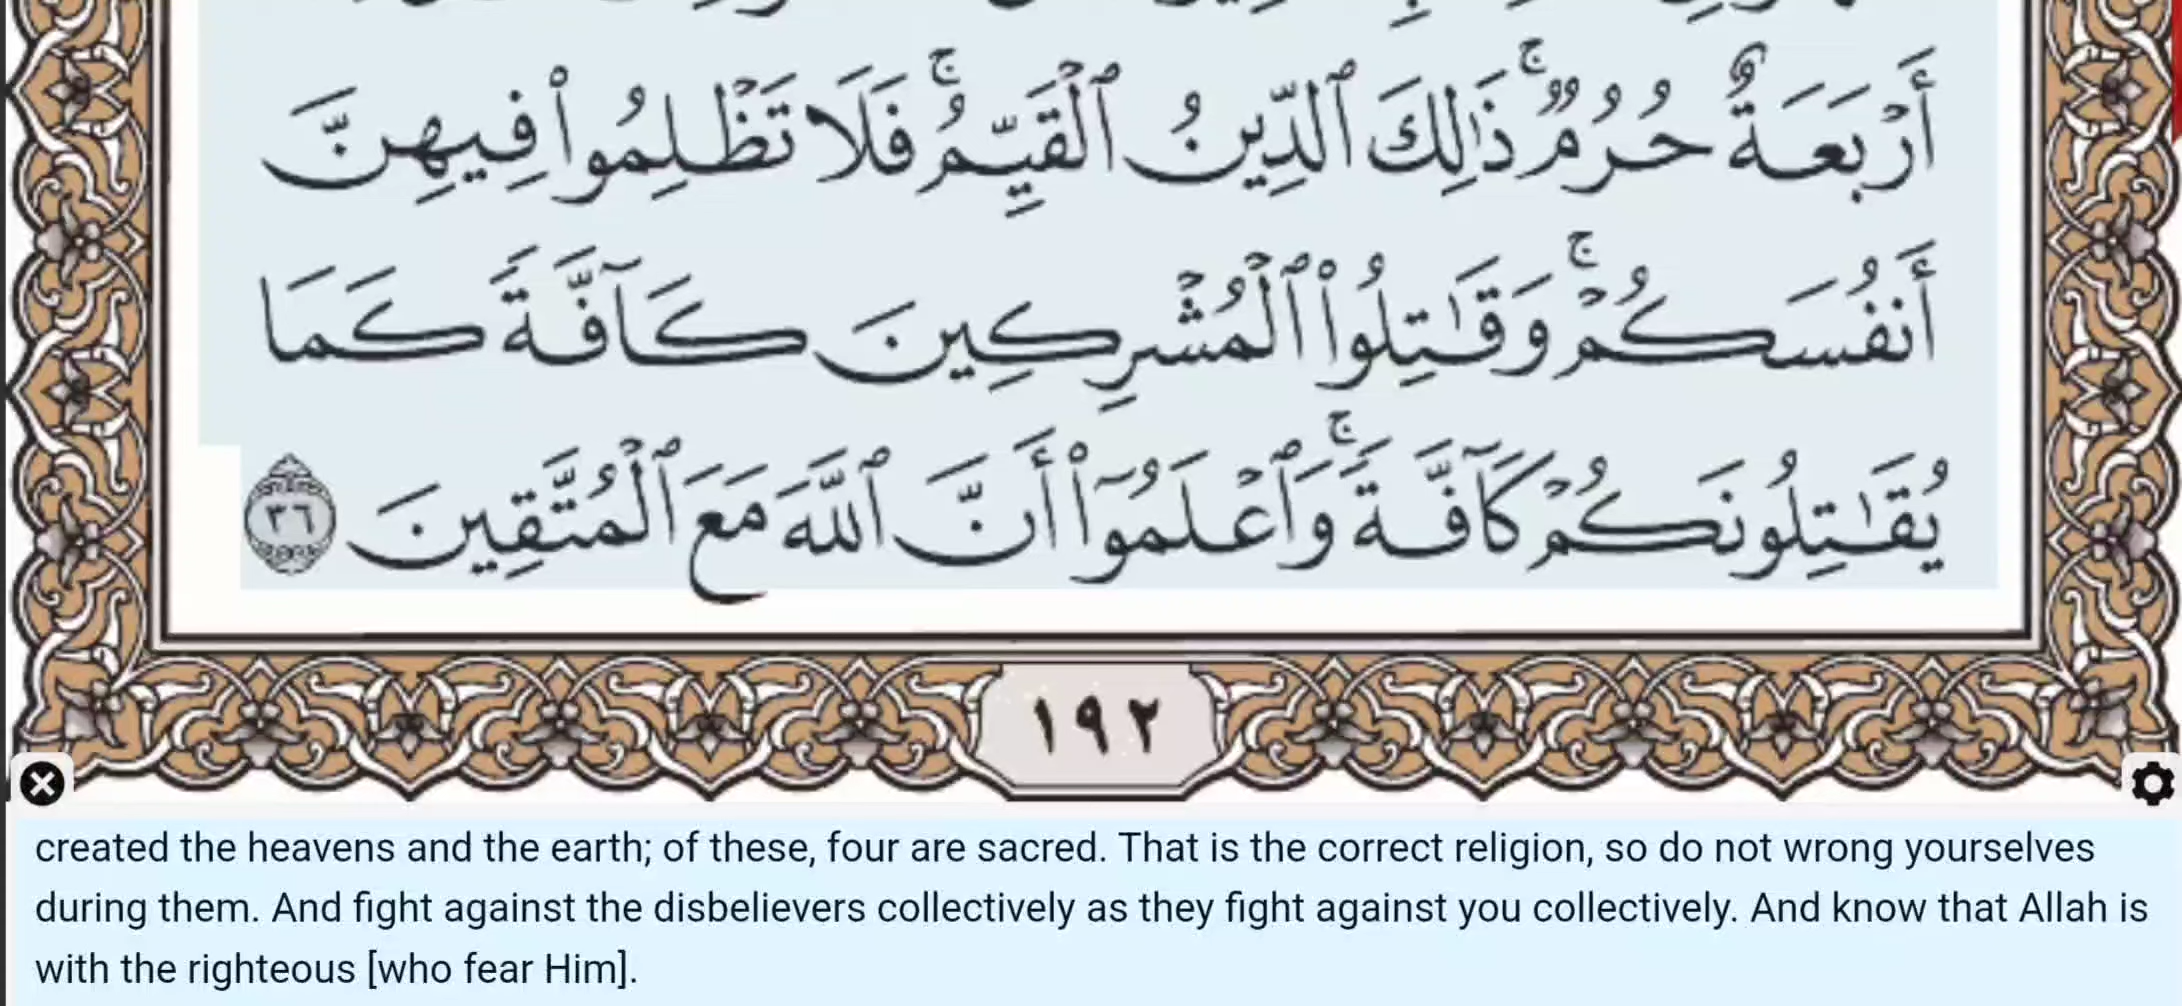 أَرْبَعَةٌ حُرُمٌ ۚ ذَٰلِكَ ٱلدِّينُ ٱلْقَيِّمُ ۚ فَلَا تَظْلِمُوا۟ فِيهِنَّ
أَنفُسَكُمْ ۚ وَقَٰتِلُوا۟ ٱلْمُشْرِكِينَ كَآفَّةً كَمَا
يُقَٰتِلُونَكُمْ كَآفَّةً ۚ وَٱعْلَمُوٓا۟ أَنَّ ٱللَّهَ مَعَ ٱلْمُتَّقِينَ ٣٦
١٩٢
created the heavens and the earth; of these, four are sacred. That is the correct religion, so do not wrong yourselves
during them. And fight against the disbelievers collectively as they fight against you collectively. And know that Allah is
with the righteous [who fear Him].